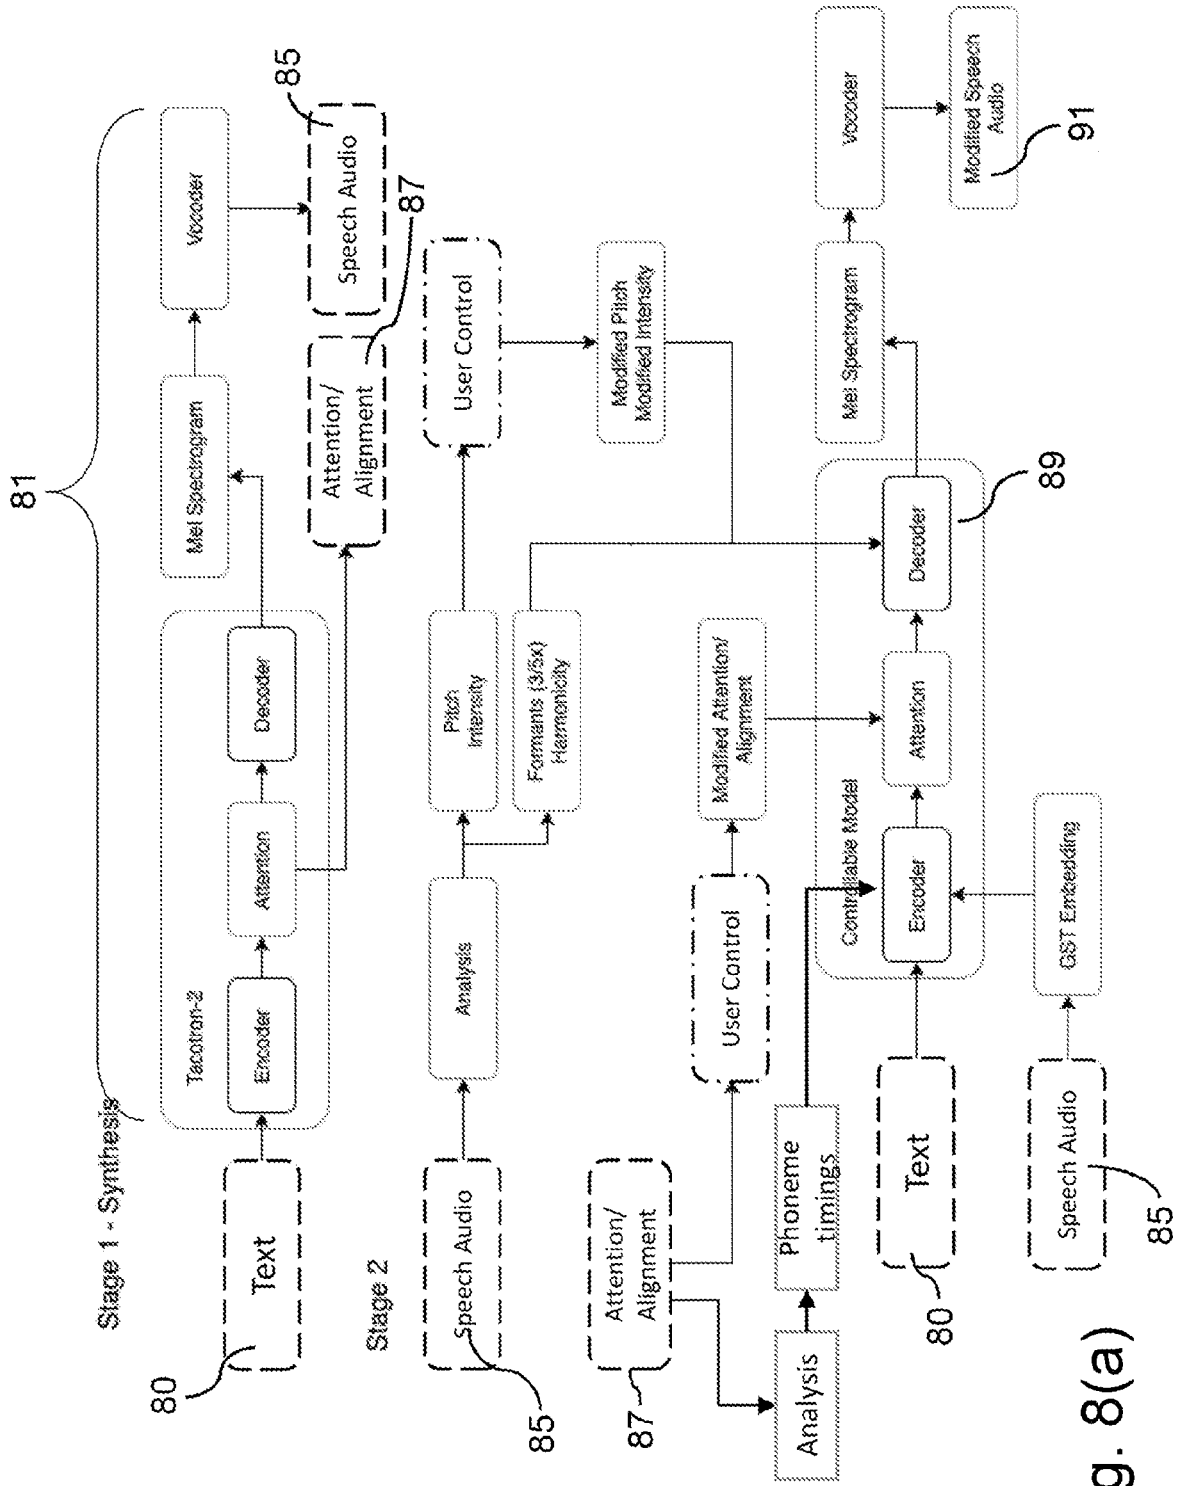 81
Stage 1 - Synthesis
Tacotron-2
80
Text
Encoder
Attention
Decoder
Mel Spectrogram
Vocoder
Speech Audio
85
Attention/
Alignment
87
Stage 2
Speech Audio
85
Analysis
Pitch
Intensity
Formants (3/5x)
Harmonicity
User Control
Modified Pitch
Modified Intensity
Attention/
Alignment
87
User Control
Modified Attention/
Alignment
Analysis
Phoneme
timings
Controllable Model
Text
80
Encoder
Attention
Decoder
89
Mel Spectrogram
Vocoder
Modified Speech
Audio
91
Speech Audio
85
GST Embedding
g. 8(a)